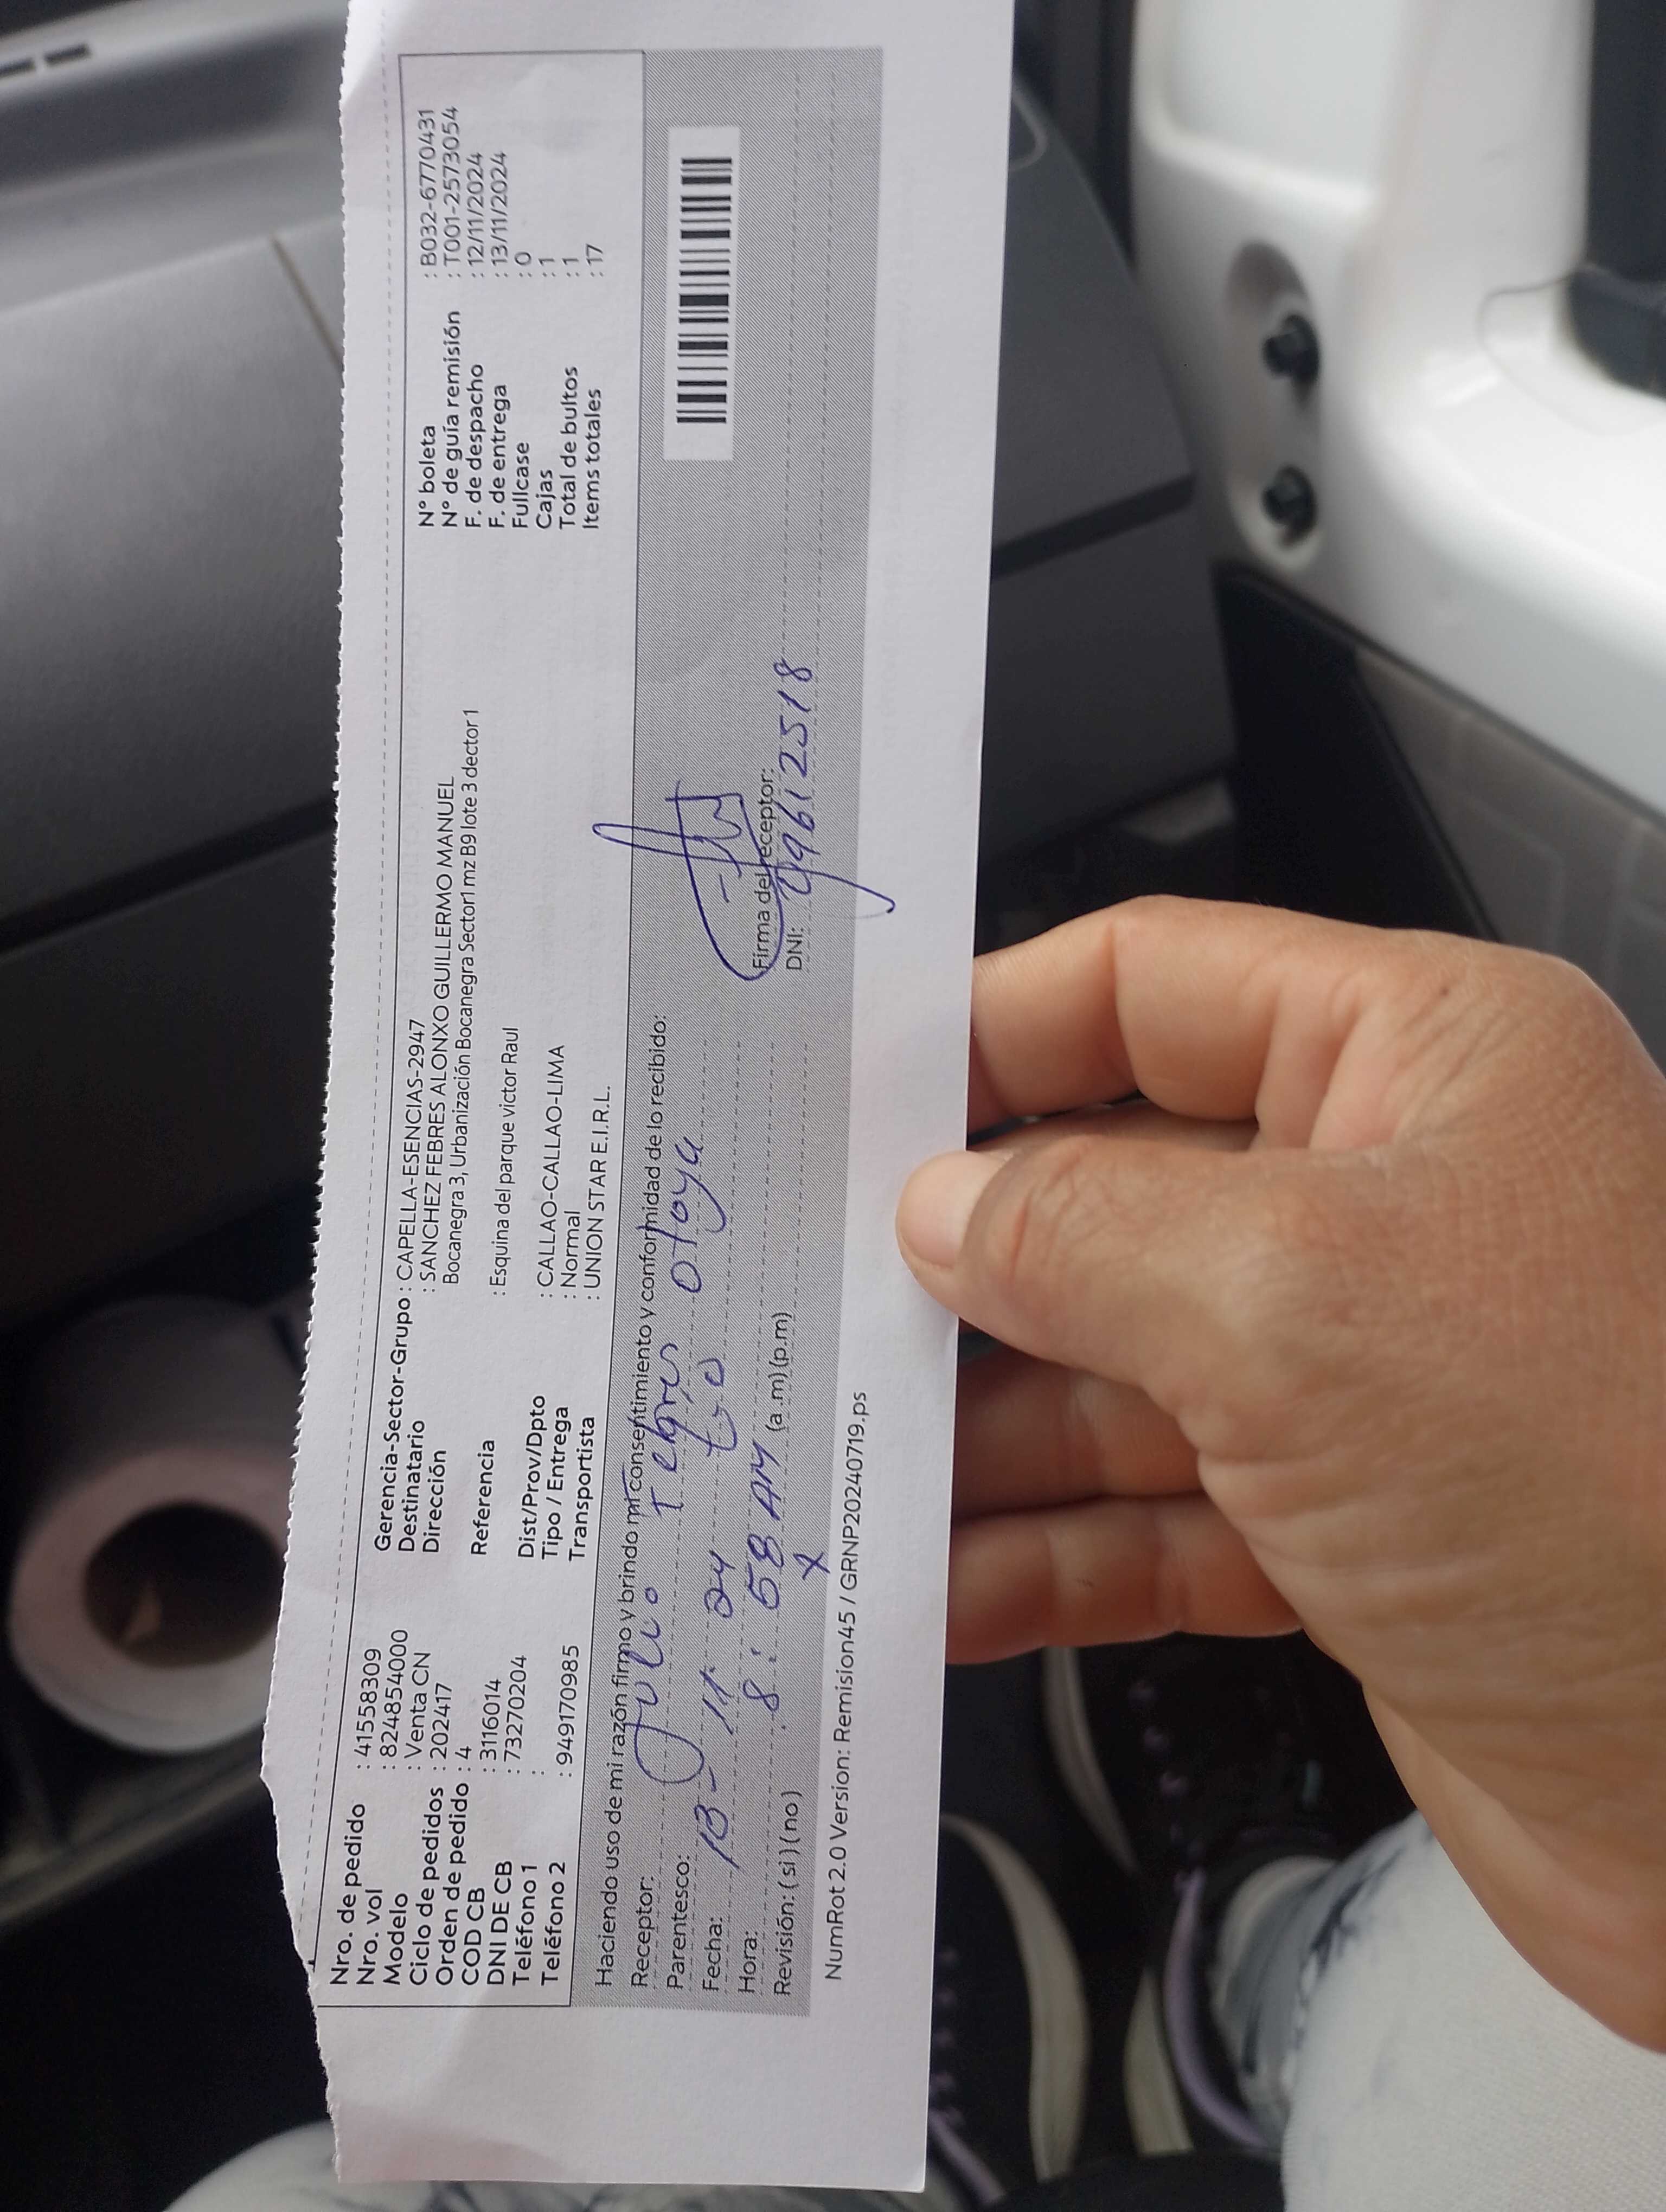 Nro. de pedido : 41558309
Nro. vol : 824854000
Modelo : Venta CN
Ciclo de pedidos : 202417
Orden de pedido : 4
COD CB : 3116014
DNI DE CB : 73270204
Teléfono 1 :
Teléfono 2 : 949170985
Gerencia-Sector-Grupo : CAPELLA-ESENCIAS-2947
Destinatario : SANCHEZ FEBRES ALONXO GUILLERMO MANUEL
Dirección Bocanegra 3, Urbanización Bocanegra Sector1 mz B9 lote 3 dector 1
Referencia : Esquina del parque victor Raul
Dist/Prov/Dpto : CALLAO-CALLAO-LIMA
Tipo / Entrega : Normal
Transportista : UNION STAR E.I.R.L.
N° boleta : B032-6770431
N° de guía remisión : T001-2573054
F. de despacho : 12/11/2024
F. de entrega : 13/11/2024
Fullcase : 0
Cajas : 1
Total de bultos : 1
Items totales : 17
Haciendo uso de mi razón firmo y brindo mi consentimiento y conformidad de lo recibido:
Receptor: Julio Febres Otoya
Parentesco: tio
Fecha: 13-11-24
Hora: 8:58 AM (a .m) (p.m)
Revisión: ( si ) ( no ) x
Firma del receptor:
DNI: 09612518
NumRot 2.0 Version: Remision45 / GRNP20240719.ps